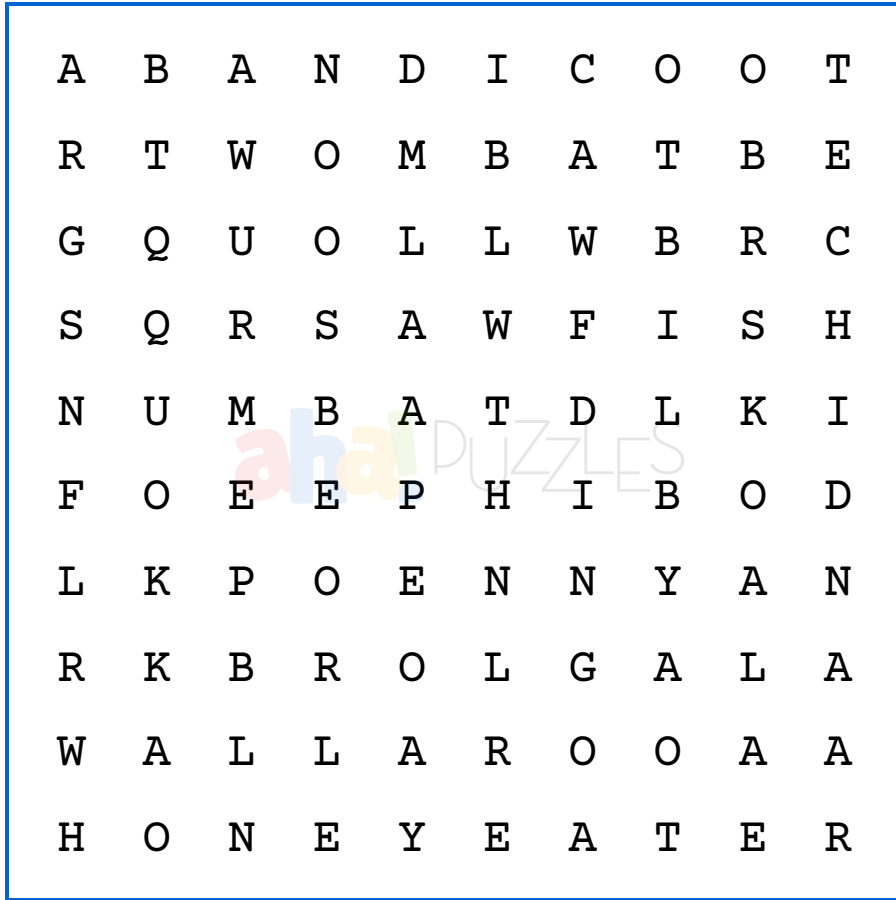 A B A N D I C O O T
R T W O M B A T B E
G Q U O L L W B R C
S Q R S A W F I S H
N U M B A T D L K I
F O E E P H I B O D
L K P O E N N Y A N
R K B R O L G A L A
W A L L A R O O A A
H O N E Y E A T E R
aha! PUZZLES